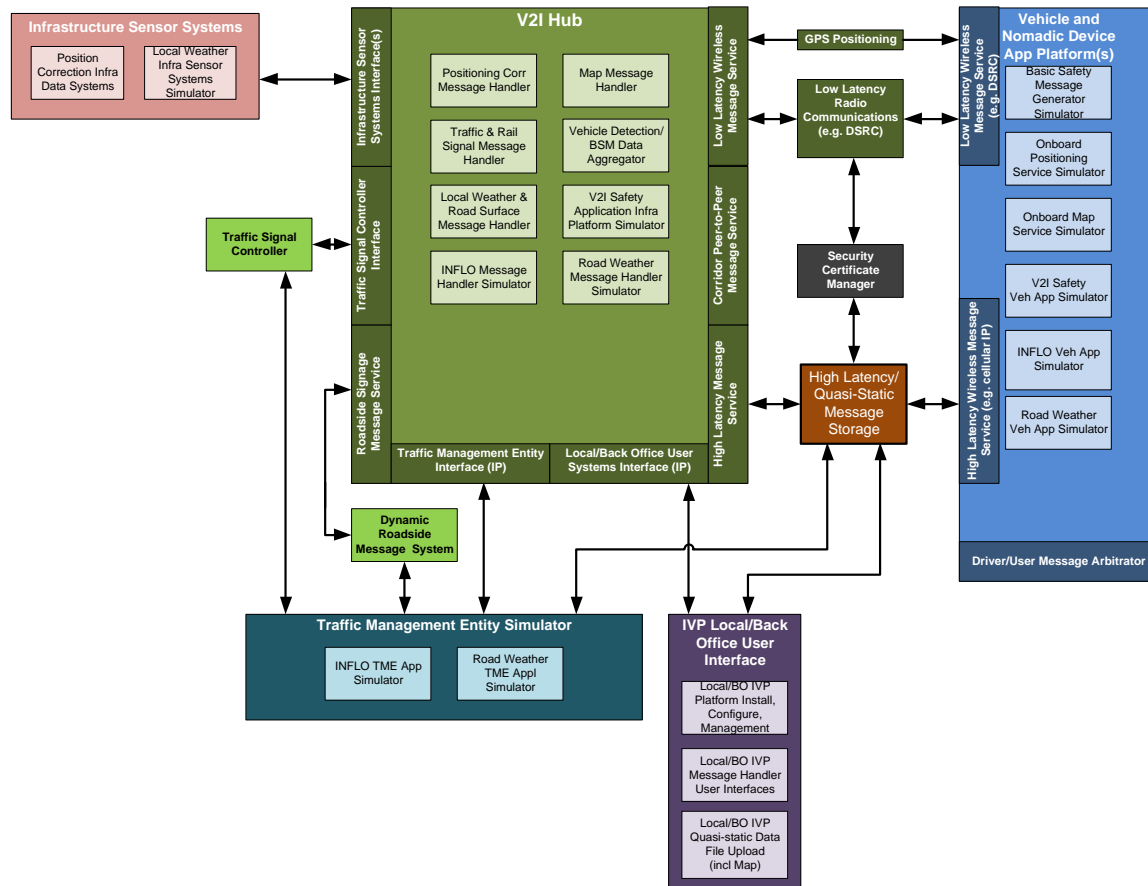 Infrastructure Sensor Systems
Position
Correction Infra
Data Systems
Local Weather
Infra Sensor
Systems
Simulator
V2I Hub
Infrastructure Sensor
Systems Interface(s)
Traffic Signal Controller
Interface
Roadside Signage
Message Service
Positioning Corr
Message Handler
Map Message
Handler
Traffic & Rail
Signal Message
Handler
Vehicle Detection/
BSM Data
Aggregator
Local Weather &
Road Surface
Message Handler
V2I Safety
Application Infra
Platform Simulator
INFLO Message
Handler Simulator
Road Weather
Message Handler
Simulator
Low Latency Wireless
Message Service
Corridor Peer-to-Peer
Message Service
High Latency Message
Service
Traffic Management Entity
Interface (IP)
Local/Back Office User
Systems Interface (IP)
GPS Positioning
Low Latency
Radio
Communications
(e.g. DSRC)
Security
Certificate
Manager
High Latency/
Quasi-Static
Message
Storage
Vehicle and
Nomadic Device
App Platform(s)
Low Latency Wireless
Message Service
(e.g. DSRC)
High Latency Wireless Message
Service (e.g. cellular IP)
Basic Safety
Message
Generator
Simulator
Onboard
Positioning
Service Simulator
Onboard Map
Service Simulator
V2I Safety
Veh App Simulator
INFLO Veh App
Simulator
Road Weather
Veh App Simulator
Driver/User Message Arbitrator
Traffic Signal
Controller
Dynamic
Roadside
Message System
Traffic Management Entity Simulator
INFLO TME App
Simulator
Road Weather
TME Appl
Simulator
IVP Local/Back
Office User
Interface
Local/BO IVP
Platform Install,
Configure,
Management
Local/BO IVP
Message Handler
User Interfaces
Local/BO IVP
Quasi-static Data
File Upload
(incl Map)